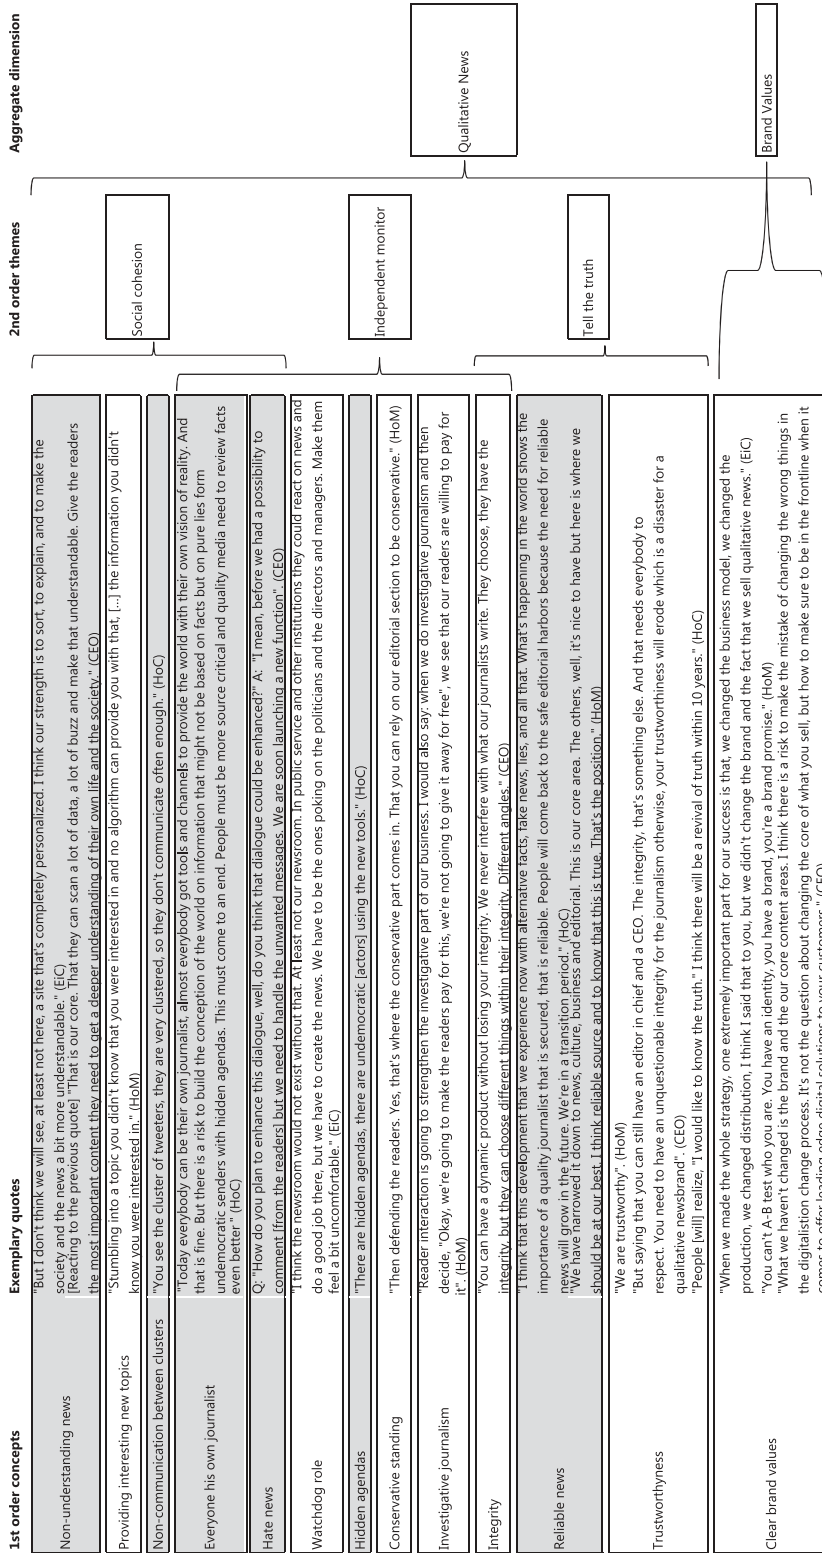 1st order concepts
Exemplary quotes
2nd order themes
Aggregate dimension
Non-understanding news
"But I don't think we will see, at least not here, a site that's completely personalized. I think our strength is to sort, to explain, and to make the
society and the news a bit more understandable." (EiC)
[Reacting to the previous quote] "That is our core. That they can scan a lot of data, a lot of buzz and make that understandable. Give the readers
the most important content they need to get a deeper understanding of their own life and the society." (CEO)
Providing interesting new topics
"Stumbling into a topic you didn't know that you were interested in and no algorithm can provide you with that, [...] the information you didn't
know you were interested in." (HoM)
Non-communication between clusters
"You see the cluster of tweeters, they are very clustered, so they don't communicate often enough." (HoC)
Social cohesion
Everyone his own journalist
"Today everybody can be their own journalist, almost everybody got tools and channels to provide the world with their own vision of reality. And
that is fine. But there is a risk to build the conception of the world on information that might not be based on facts but on pure lies form
undemocratic senders with hidden agendas. This must come to an end. People must be more source critical and quality media need to review facts
even better " (HoC)
Hate news
Q: "How do you plan to enhance this dialogue, well, do you think that dialogue could be enhanced?" A:  "I mean, before we had a possibility to
comment [from the readers] but we need to handle the unwanted messages. We are soon launching a new function". (CEO)
Watchdog role
"I think the newsroom would not exist without that. At least not our newsroom. In public service and other institutions they could react on news and
do a good job there, but we have to create the news. We have to be the ones poking on the politicians and the directors and managers. Make them
feel a bit uncomfortable." (EiC)
Hidden agendas
"There are hidden agendas, there are undemocratic [actors] using the new tools." (HoC)
Conservative standing
"Then defending the readers. Yes, that's where the conservative part comes in. That you can rely on our editorial section to be conservative." (HoM)
Independent monitor
Investigative journalism
"Reader interaction is going to strengthen the investigative part of our business. I would also say: when we do investigative journalism and then
decide, "Okay, we're going to make the readers pay for this, we're not going to give it away for free", we see that our readers are willing to pay for
it". (HoM)
Qualitative News
Integrity
"You can have a dynamic product without losing your integrity. We never interfere with what our journalists write. They choose, they have the
integrity, but they can choose different things within their integrity. Different angles." (CEO)
Reliable news
"I think that this development that we experience now with alternative facts, fake news, lies, and all that. What's happening in the world shows the
importance of a quality journalist that is secured, that is reliable. People will come back to the safe editorial harbors because the need for reliable
news will grow in the future. We're in a transition period." (HoC)
"We have narrowed it down to news, culture, business and editorial. This is our core area. The others, well, it's nice to have but here is where we
should be at our best. I think reliable source and to know that this is true. That's the position." (HoM)
Tell the truth
Trustworthyness
"We are trustworthy". (HoM)
"But saying that you can still have an editor in chief and a CEO. The integrity, that's something else. And that needs everybody to
respect. You need to have an unquestionable integrity for the journalism otherwise, your trustworthiness will erode which is a disaster for a
qualitative newsbrand". (CEO)
"People [will] realize, "I would like to know the truth." I think there will be a revival of truth within 10 years." (HoC)
Clear brand values
"When we made the whole strategy, one extremely important part for our success is that, we changed the business model, we changed the
production, we changed distribution, I think I said that to you, but we didn't change the brand and the fact that we sell qualitative news." (EiC)
"You can't A-B test who you are. You have an identity, you have a brand, you're a brand promise." (HoM)
"What we haven't changed is the brand and the our core content areas. I think there is a risk to make the mistake of changing the wrong things in
the digitalisation change process. It's not the question about changing the core of what you sell, but how to make sure to be in the frontline when it
comes to offer leading edge digital solutions to your customers." (CEO)
Brand Values